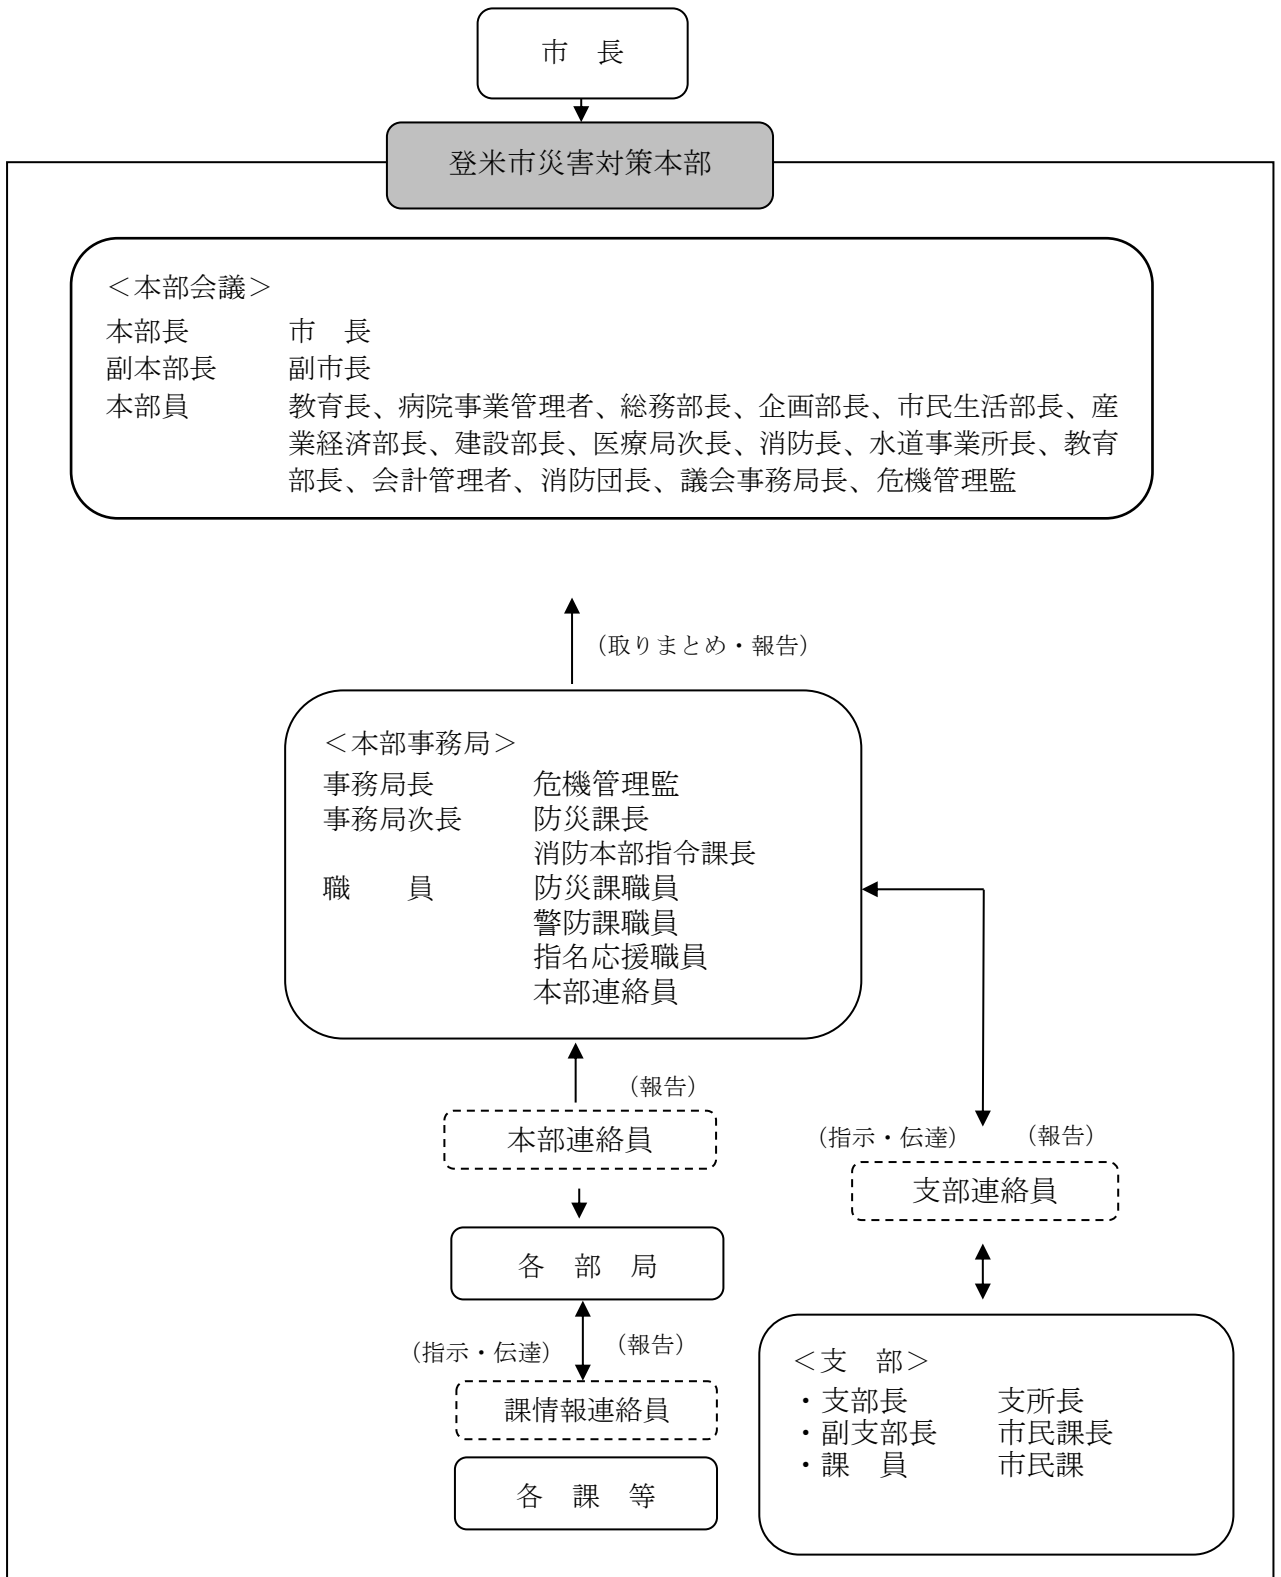 市　長
登米市災害対策本部
＜本部会議＞
本部長　市　長
副本部長　副市長
本部員　教育長、病院事業管理者、総務部長、企画部長、市民生活部長、産
業経済部長、建設部長、医療局次長、消防長、水道事業所長、教育
部長、会計管理者、消防団長、議会事務局長、危機管理監
（取りまとめ・報告）
＜本部事務局＞
事務局長　危機管理監
事務局次長　防災課長
消防本部指令課長
職　　員　防災課職員
警防課職員
指名応援職員
本部連絡員
（報告）
本部連絡員
（指示・伝達）　（報告）
支部連絡員
各　部　局
（指示・伝達）　（報告）
課情報連絡員
各　課　等
＜支　部＞
・支部長　支所長
・副支部長　市民課長
・課　員　市民課